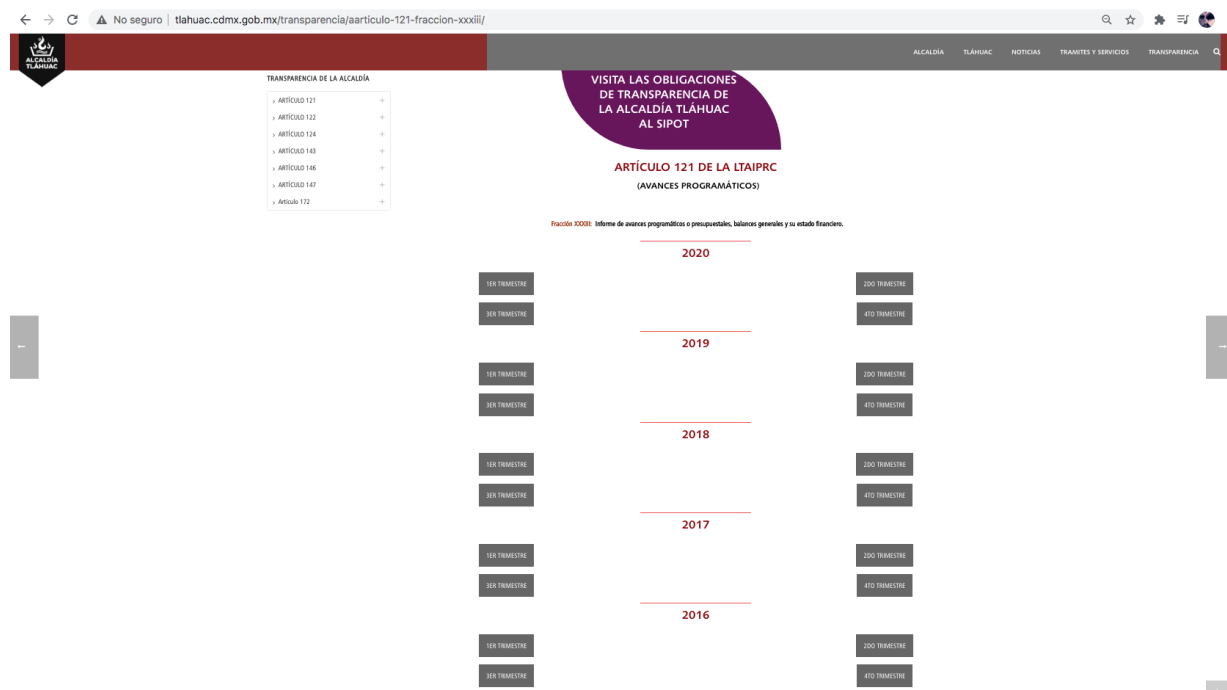 No seguro | tlahuac.cdmx.gob.mx/transparencia/aarticulo-121-fraccion-xxxiii/
ALCALDÍA
TLÁHUAC
ALCALDÍA TLÁHUAC NOTICIAS TRAMITES Y SERVICIOS TRANSPARENCIA
TRANSPARENCIA DE LA ALCALDÍA
› ARTÍCULO 121 +
› ARTÍCULO 122 +
› ARTÍCULO 124 +
› ARTÍCULO 143 +
› ARTÍCULO 146 +
› ARTÍCULO 147 +
› Artículo 172 +
VISITA LAS OBLIGACIONES
DE TRANSPARENCIA DE
LA ALCALDÍA TLÁHUAC
AL SIPOT
ARTÍCULO 121 DE LA LTAIPRC
(AVANCES PROGRAMÁTICOS)
Fracción XXXIII: Informe de avances programáticos o presupuestales, balances generales y su estado financiero.
2020
1ER TRIMESTRE 2DO TRIMESTRE
3ER TRIMESTRE 4TO TRIMESTRE
2019
1ER TRIMESTRE 2DO TRIMESTRE
3ER TRIMESTRE 4TO TRIMESTRE
2018
1ER TRIMESTRE 2DO TRIMESTRE
3ER TRIMESTRE 4TO TRIMESTRE
2017
1ER TRIMESTRE 2DO TRIMESTRE
3ER TRIMESTRE 4TO TRIMESTRE
2016
1ER TRIMESTRE 2DO TRIMESTRE
3ER TRIMESTRE 4TO TRIMESTRE